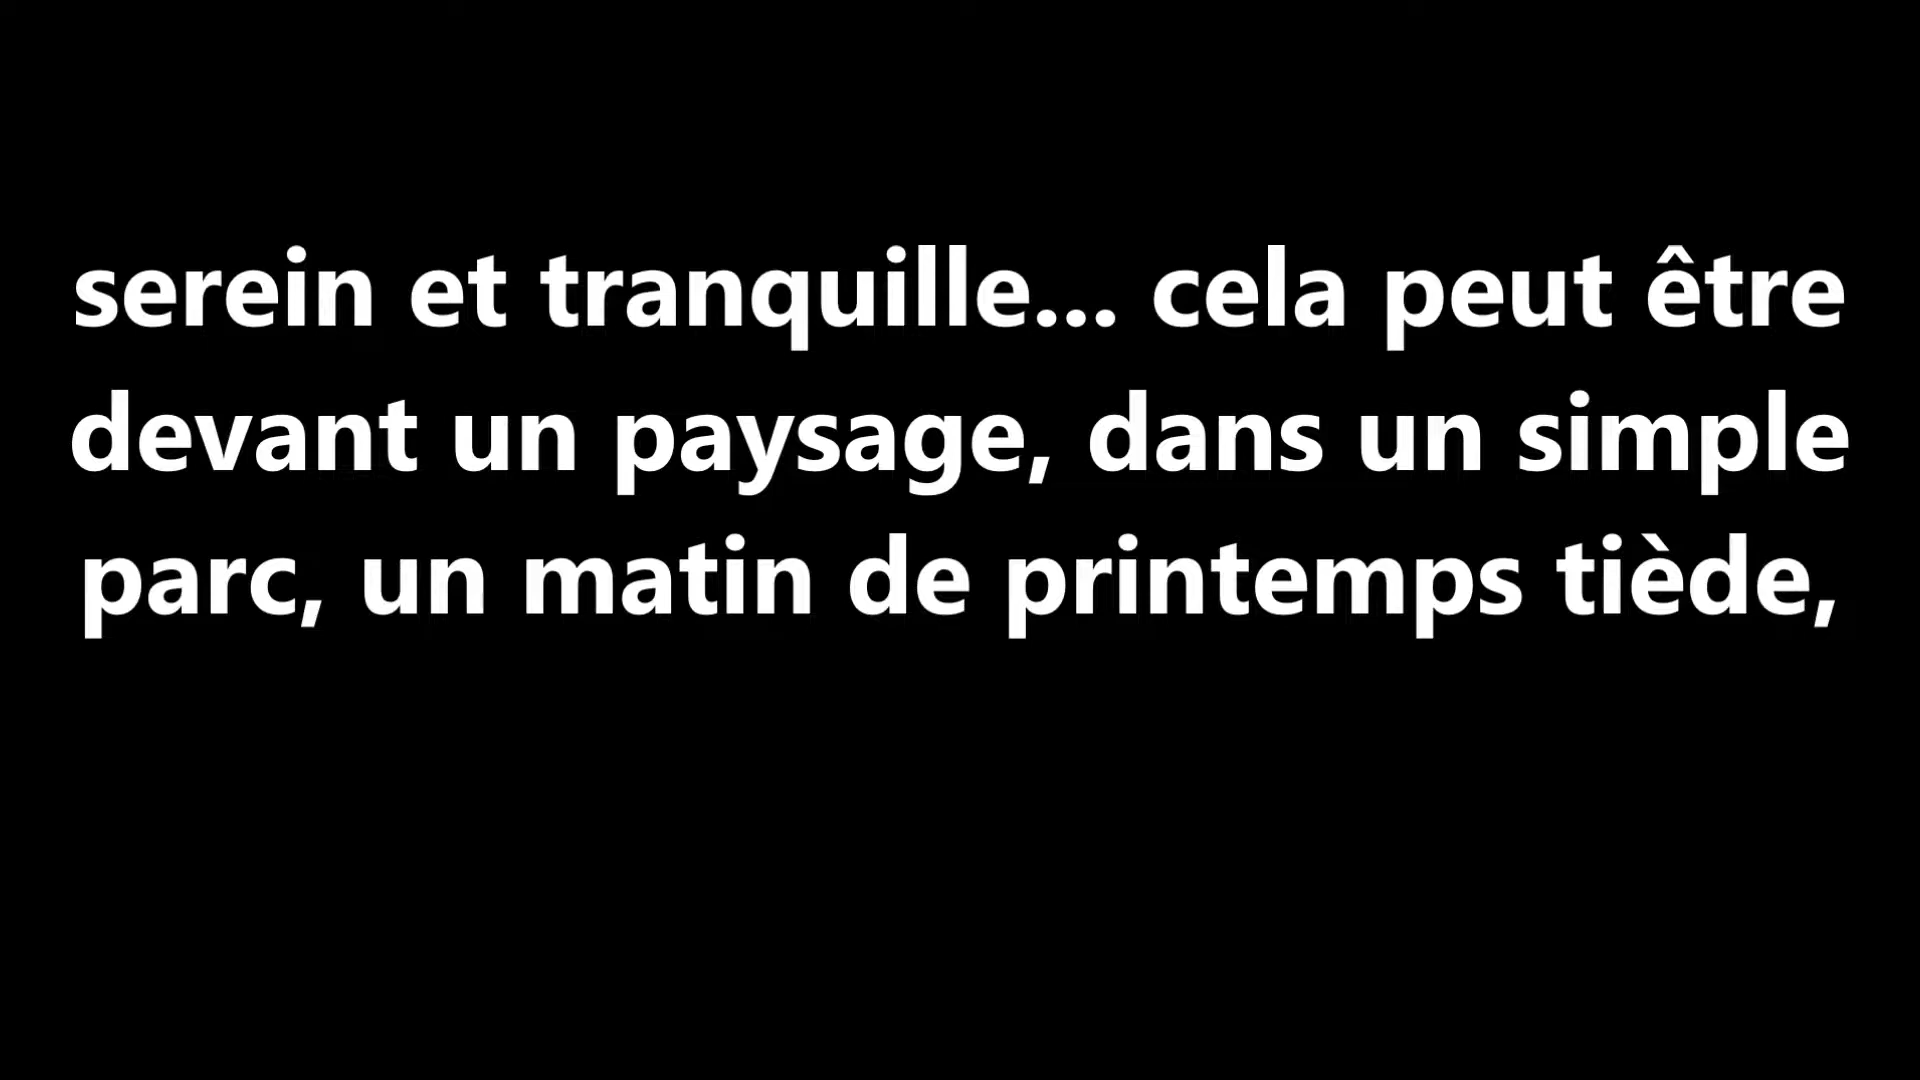 serein et tranquille... cela peut être
devant un paysage, dans un simple
parc, un matin de printemps tiède,